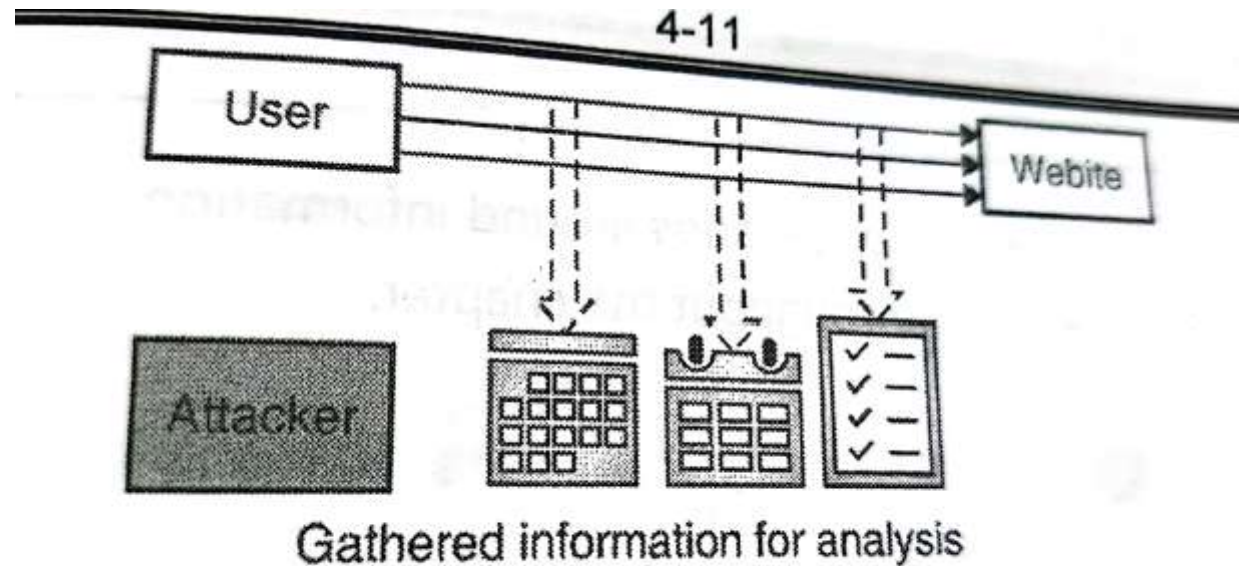 4-11
User
Webite
Attacker
Gathered information for analysis